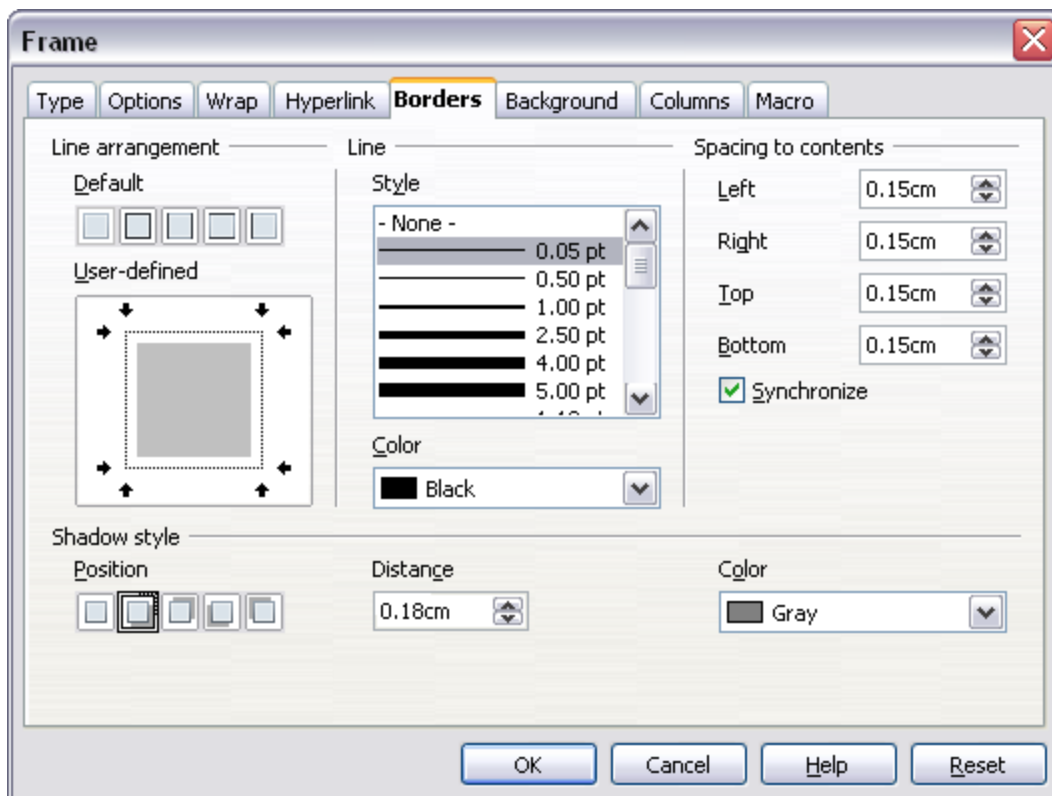 Frame
Type Options Wrap Hyperlink Borders Background Columns Macro
Line arrangement
Default
User-defined
Line
Style
- None -
0.05 pt
0.50 pt
1.00 pt
2.50 pt
4.00 pt
5.00 pt
Color
Black
Spacing to contents
Left 0.15cm
Right 0.15cm
Top 0.15cm
Bottom 0.15cm
Synchronize
Shadow style
Position
Distance
0.18cm
Color
Gray
OK Cancel Help Reset